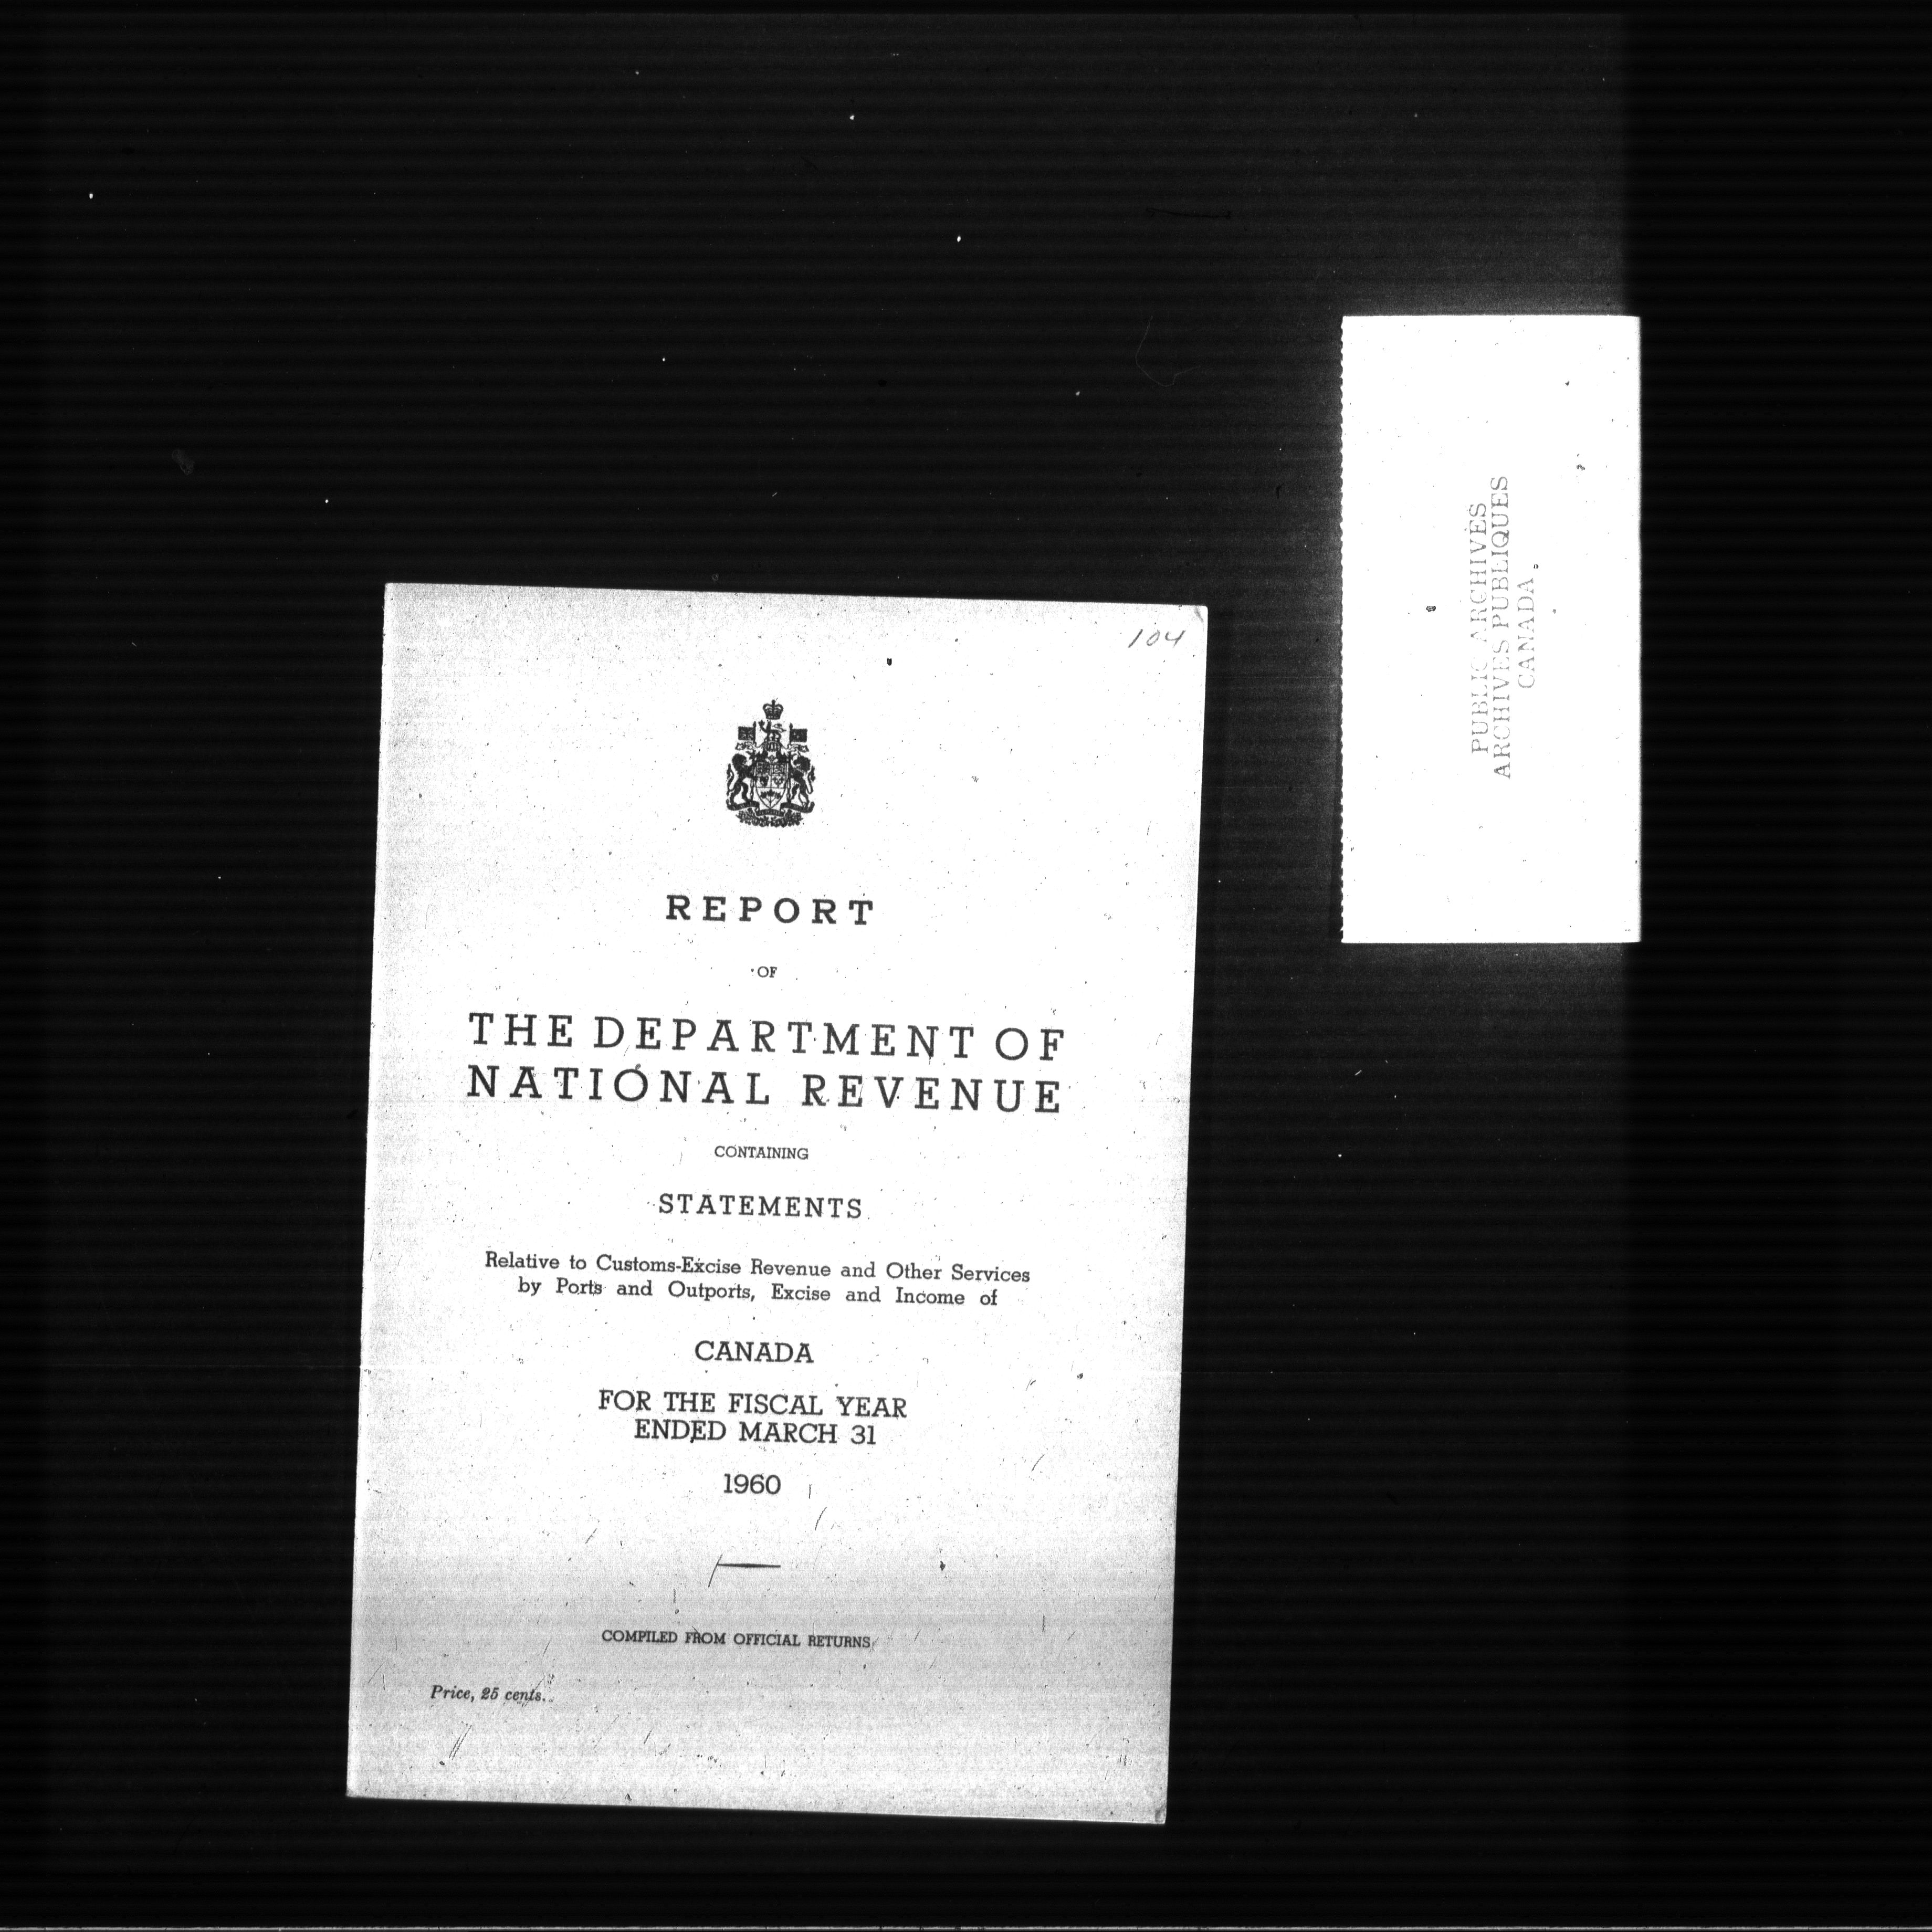 104
REPORT
OF
THE DEPARTMENT OF
NATIONAL REVENUE
CONTAINING
STATEMENTS
Relative to Customs-Excise Revenue and Other Services
by Ports and Outports, Excise and Income of
CANADA
FOR THE FISCAL YEAR
ENDED MARCH 31
1960
COMPILED FROM OFFICIAL RETURNS
Price, 25 cents.
PUBLIC ARCHIVES
ARCHIVES PUBLIQUES
CANADA